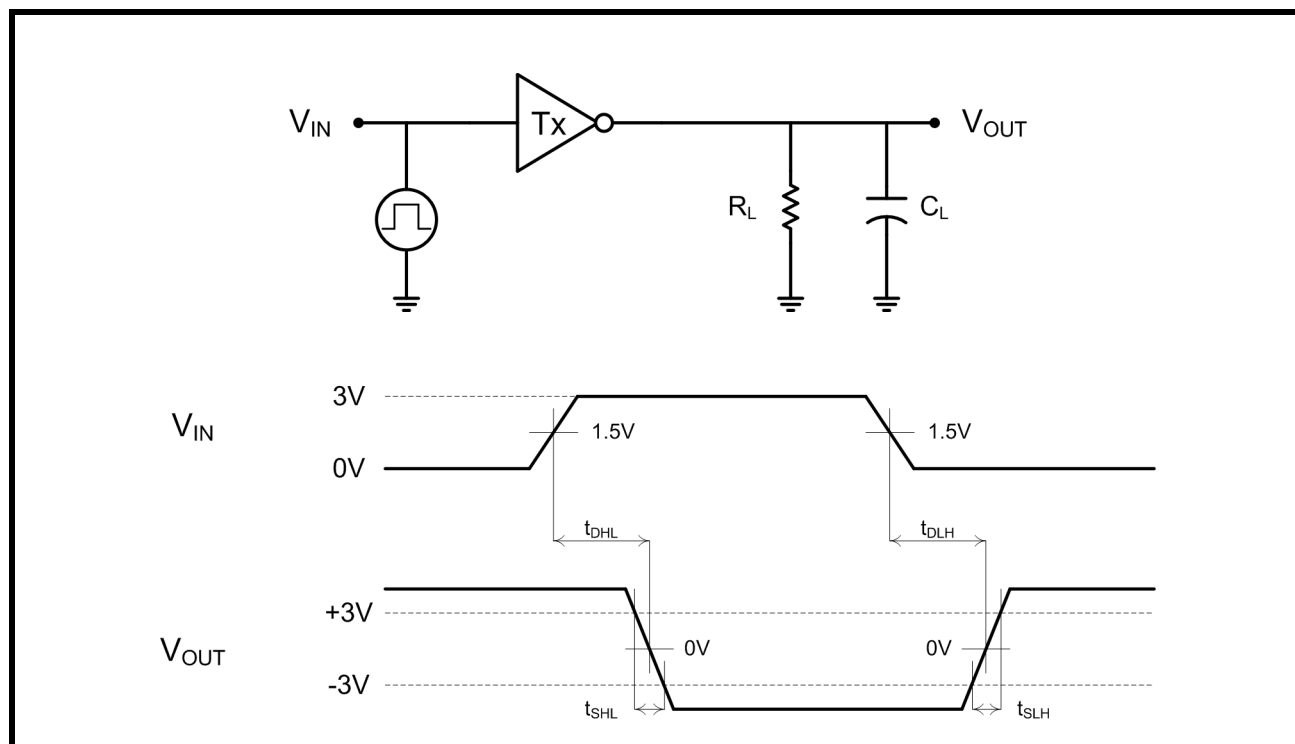 V_IN Tx V_OUT
R_L C_L
3V
V_IN 1.5V 1.5V
0V
t_DHL t_DLH
+3V
V_OUT 0V 0V
-3V
t_SHL t_SLH